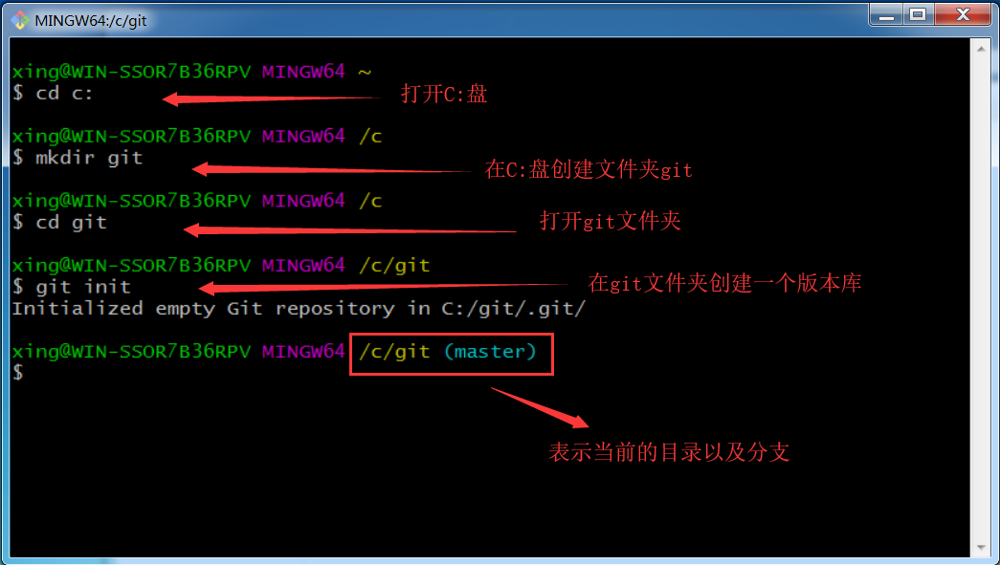 MINGW64:/c/git
xing@WIN-SSOR7B36RPV MINGW64 ~
$ cd c:
打开C:盘
xing@WIN-SSOR7B36RPV MINGW64 /c
$ mkdir git
在C:盘创建文件夹git
xing@WIN-SSOR7B36RPV MINGW64 /c
$ cd git
打开git文件夹
xing@WIN-SSOR7B36RPV MINGW64 /c/git
$ git init
在git文件夹创建一个版本库
Initialized empty Git repository in C:/git/.git/
xing@WIN-SSOR7B36RPV MINGW64 /c/git (master)
$
表示当前的目录以及分支